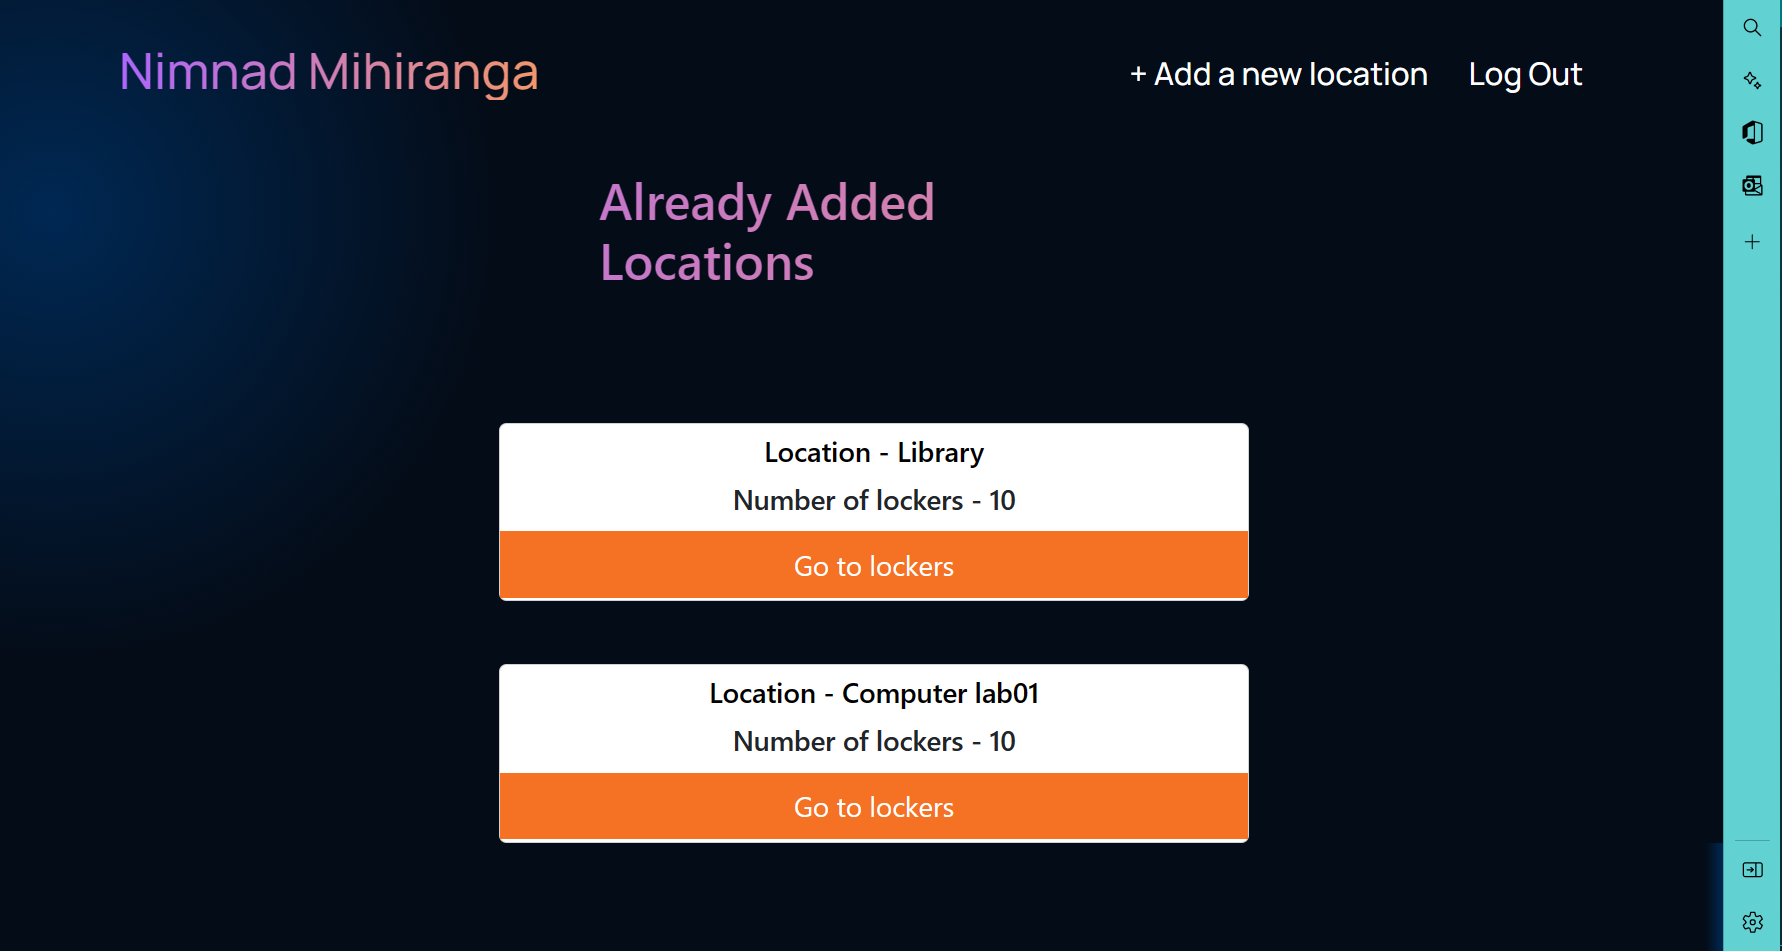 Nimnad Mihiranga
+ Add a new location
Log Out
Already Added
Locations
Location - Library
Number of lockers - 10
Go to lockers
Location - Computer lab01
Number of lockers - 10
Go to lockers